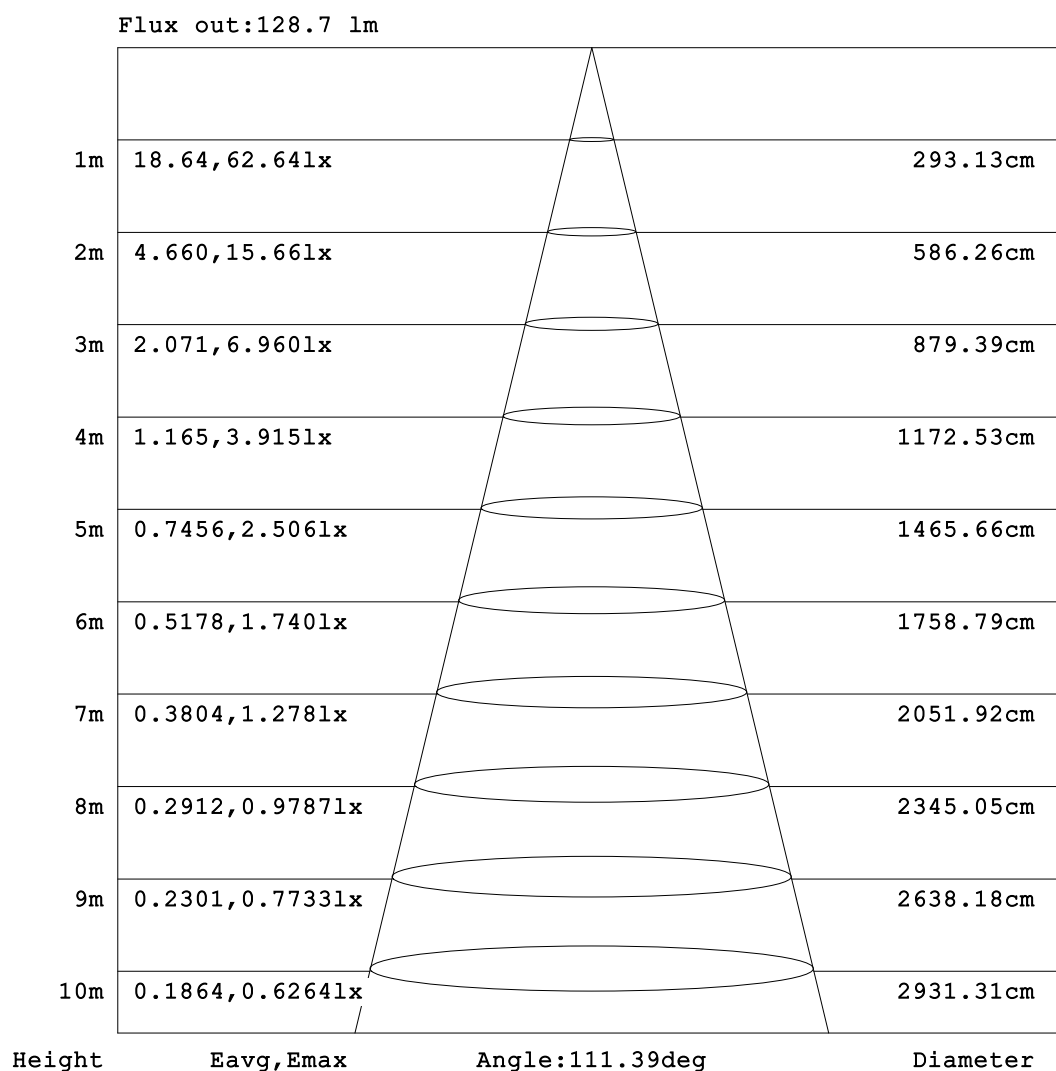 Flux out:128.7 lm
1m 18.64,62.64lx 293.13cm
2m 4.660,15.66lx 586.26cm
3m 2.071,6.960lx 879.39cm
4m 1.165,3.915lx 1172.53cm
5m 0.7456,2.506lx 1465.66cm
6m 0.5178,1.740lx 1758.79cm
7m 0.3804,1.278lx 2051.92cm
8m 0.2912,0.9787lx 2345.05cm
9m 0.2301,0.7733lx 2638.18cm
10m 0.1864,0.6264lx 2931.31cm
Height Eavg,Emax Angle:111.39deg Diameter